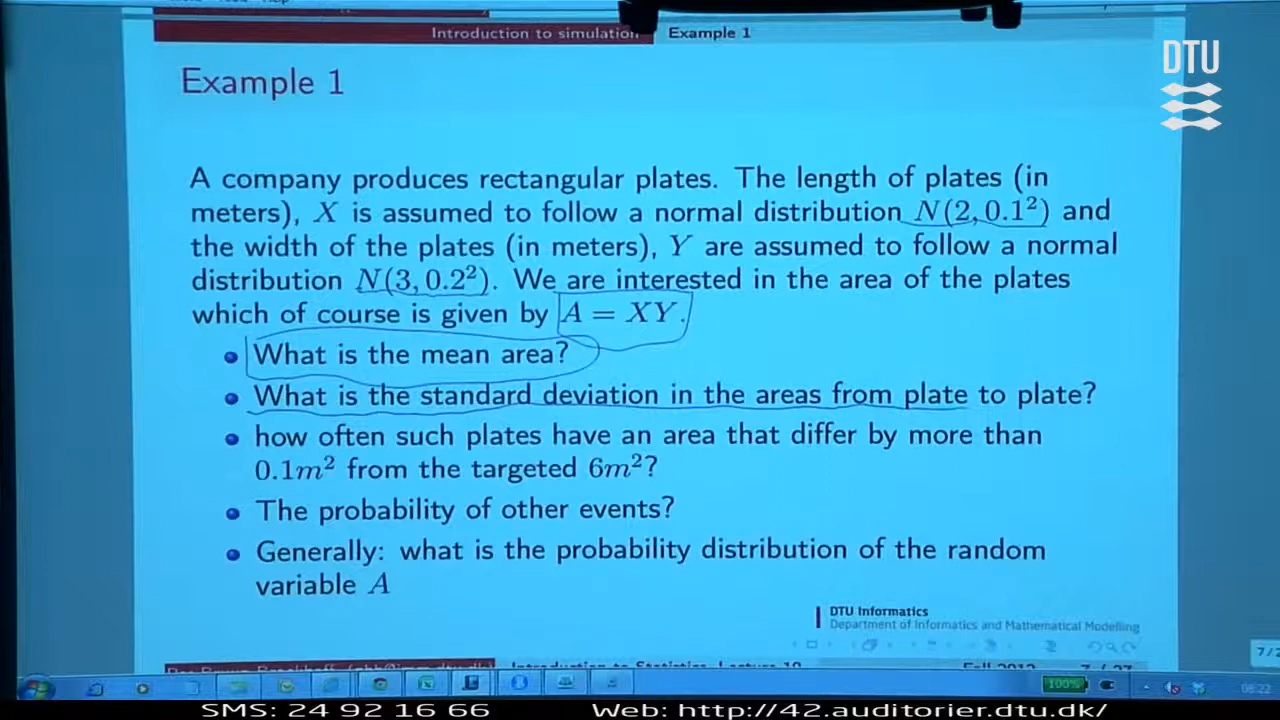 Introduction to simulation Example 1
DTU
Example 1
A company produces rectangular plates. The length of plates (in
meters), X is assumed to follow a normal distribution N(2, 0.1²) and
the width of the plates (in meters), Y are assumed to follow a normal
distribution N(3, 0.2²). We are interested in the area of the plates
which of course is given by A = XY.
What is the mean area?
What is the standard deviation in the areas from plate to plate?
how often such plates have an area that differ by more than
0.1m² from the targeted 6m²?
The probability of other events?
Generally: what is the probability distribution of the random
variable A
DTU Informatics
Department of Informatics and Mathematical Modelling
7/2
Introduction to Statistics, Lecture 10 Fall 2012 7 / 27
100% 08:22
SMS: 24 92 16 66 Web: http://42.auditorier.dtu.dk/